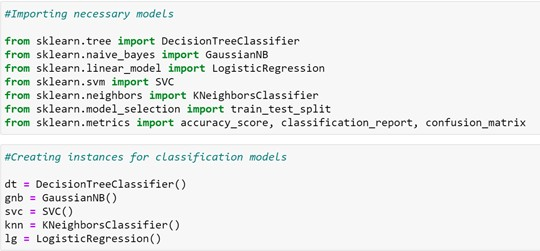 #Importing necessary models
from sklearn.tree import DecisionTreeClassifier
from sklearn.naive_bayes import GaussianNB
from sklearn.linear_model import LogisticRegression
from sklearn.svm import SVC
from sklearn.neighbors import KNeighborsClassifier
from sklearn.model_selection import train_test_split
from sklearn.metrics import accuracy_score, classification_report, confusion_matrix
#Creating instances for classification models
dt = DecisionTreeClassifier()
gnb = GaussianNB()
svc = SVC()
knn = KNeighborsClassifier()
lg = LogisticRegression()